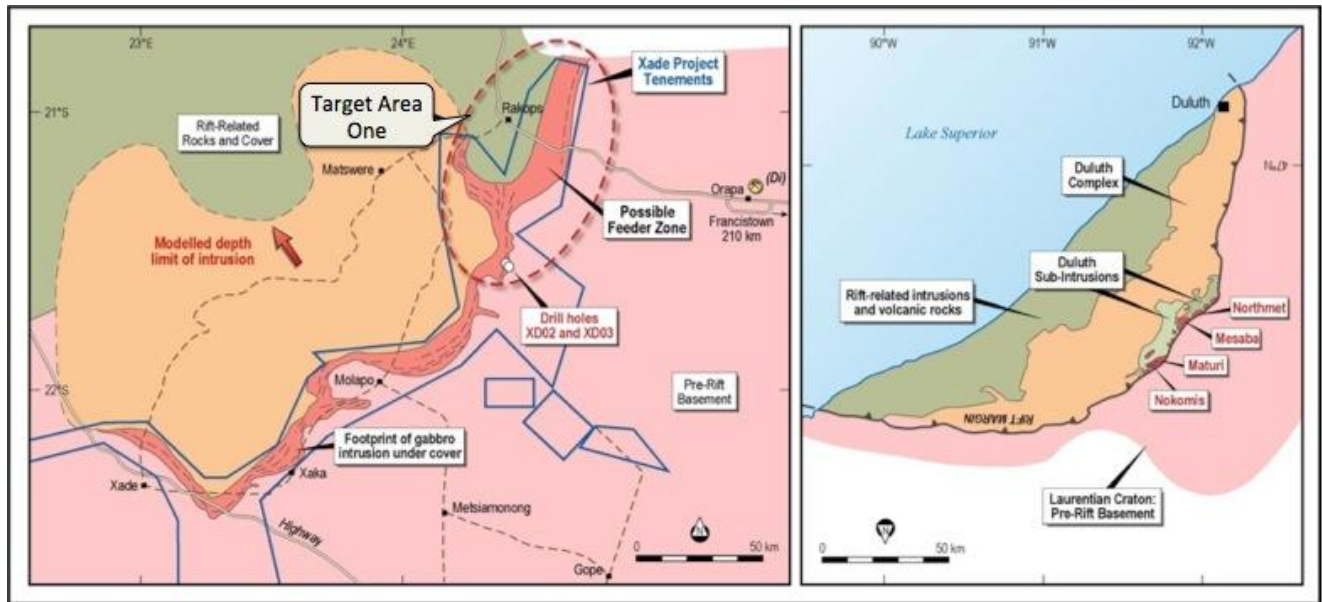 23°E
24°E
21°S
22°S
Target Area
One
Rakops
Xade Project
Tenements
Rift-Related
Rocks and Cover
Matswere
Orapa
(Di)
Francistown
210 km
Possible
Feeder Zone
Modelled depth
limit of intrusion
Drill holes
XD02 and XD03
Molapo
Pre-Rift
Basement
Footprint of gabbro
intrusion under cover
Xade
Xaka
Highway
Metsiamonong
Gope
N
0
50 km
90°W
91°W
92°W
47°N
Duluth
Lake Superior
Duluth
Complex
Duluth
Sub-Intrusions
Rift-related intrusions
and volcanic rocks
Northmet
Mesaba
Maturi
Nokomis
RIFT MARGIN
Laurentian Craton:
Pre-Rift Basement
N
0
50 km